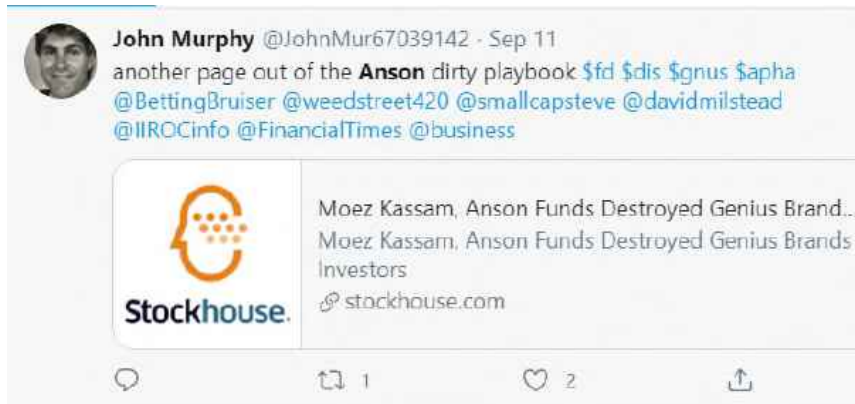 John Murphy @JohnMur67039142 · Sep 11
another page out of the Anson dirty playbook $fd $dis $gnus $apha
@BettingBruiser @weedstreet420 @smallcapsteve @davidmilstead
@IIROCinfo @FinancialTimes @business
Moez Kassam, Anson Funds Destroyed Genius Brand...
Moez Kassam, Anson Funds Destroyed Genius Brands
Investors
stockhouse.com
Stockhouse.
1
2